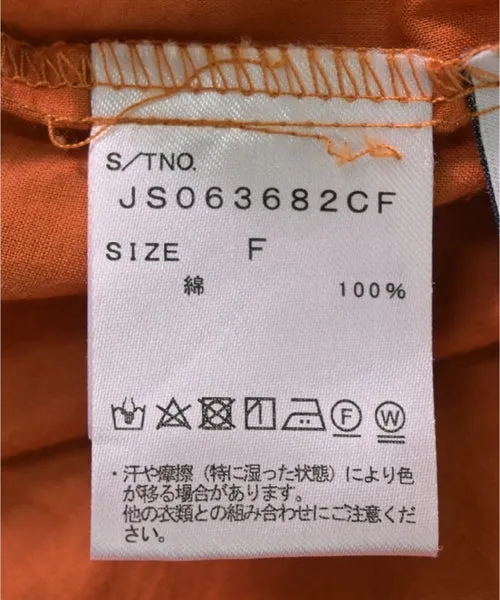 S/TNO.
JS063682CF
SIZE F
綿 100%
F W
・汗や摩擦（特に湿った状態）により色
が移る場合があります。
他の衣類との組み合わせにご注意くだ
さい。